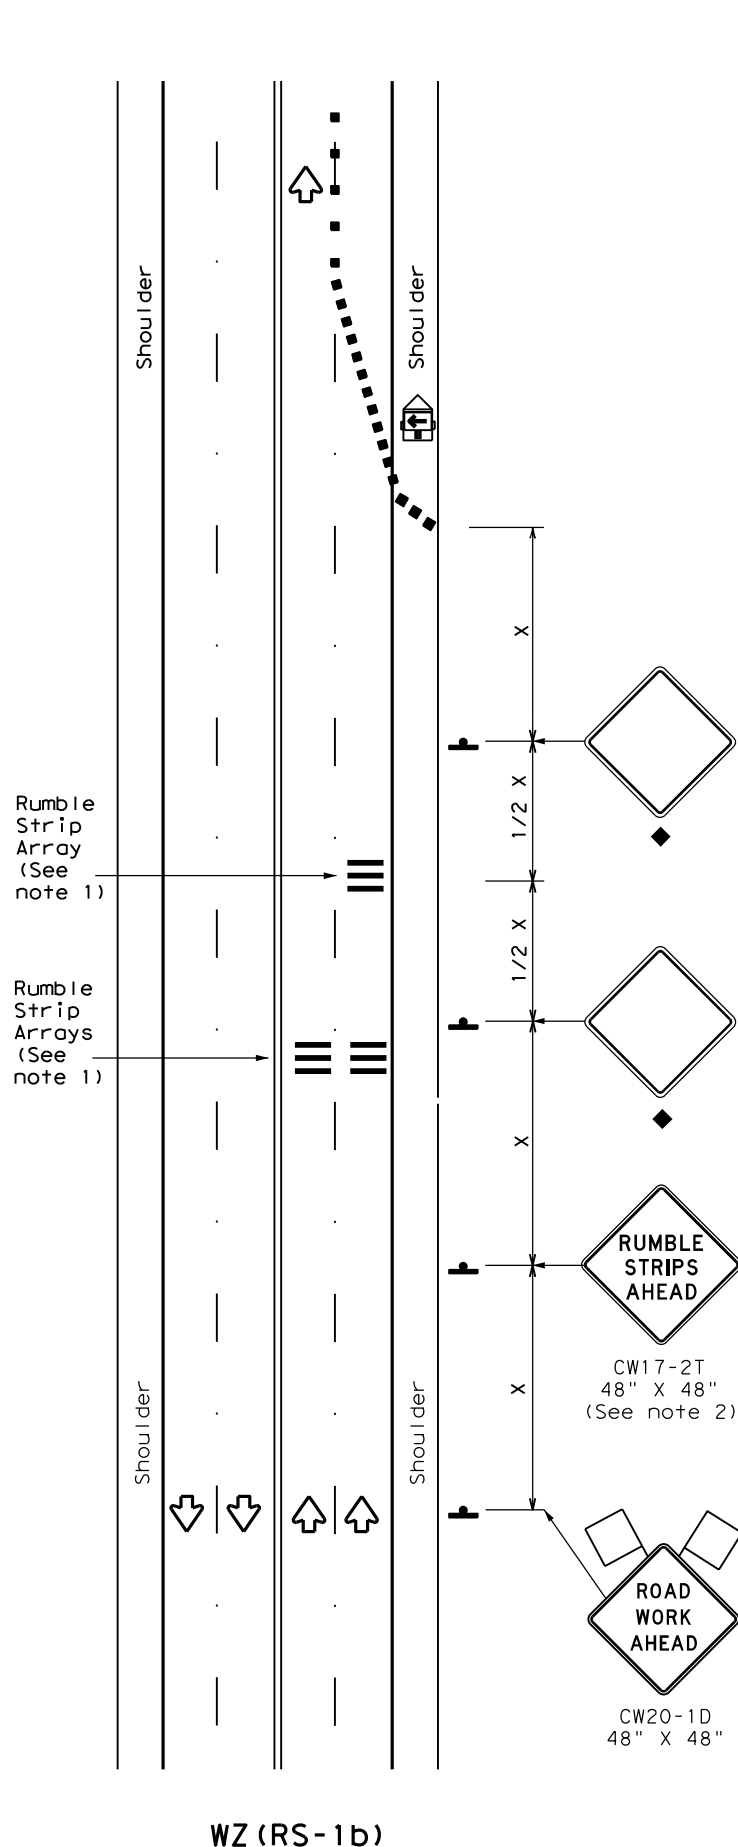 Shoulder
Shoulder
X
1/2 X
Rumble
Strip
Array
(See
note 1)
1/2 X
Rumble
Strip
Arrays
(See
note 1)
X
RUMBLE
STRIPS
AHEAD
CW17-2T
48" X 48"
(See note 2)
X
Shoulder
Shoulder
ROAD
WORK
AHEAD
CW20-1D
48" X 48"
WZ(RS-1b)